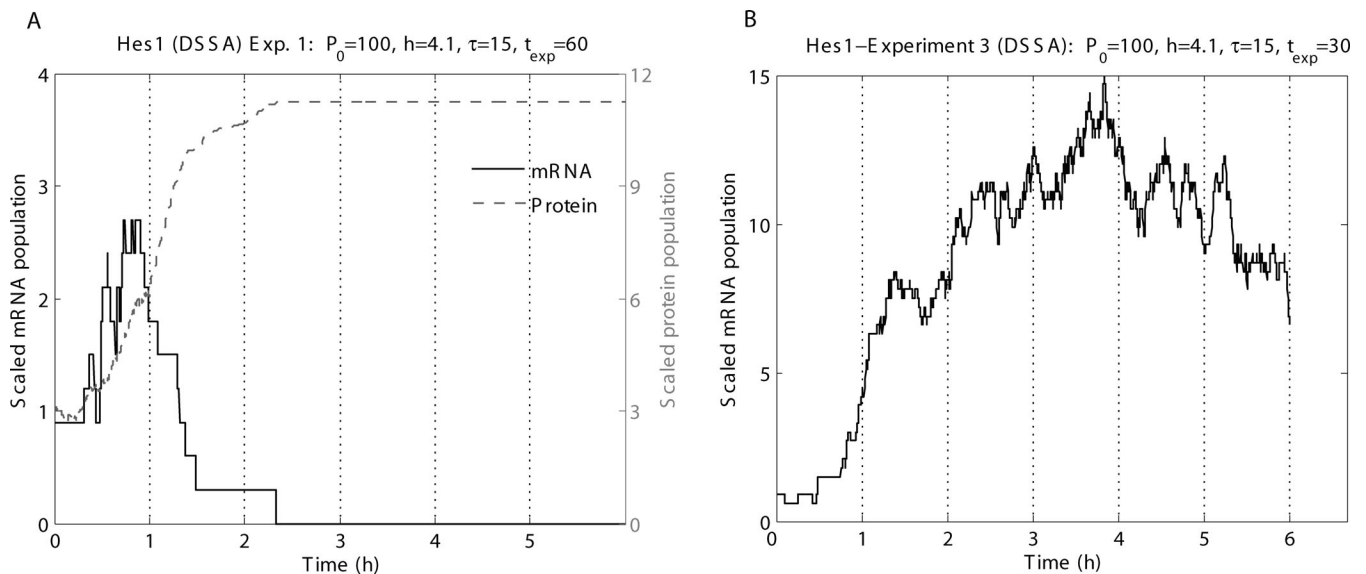 A
Hes1 (DSSA) Exp. 1: P0=100, h=4.1, τ=15, texp=60
4
3
2
1
0
Scaled mRNA population
mRNA
Protein
12
9
6
3
0
Scaled protein population
0 1 2 3 4 5
Time (h)
B
Hes1–Experiment 3 (DSSA): P0=100, h=4.1, τ=15, texp=30
15
10
5
0
Scaled mRNA population
0 1 2 3 4 5 6
Time (h)